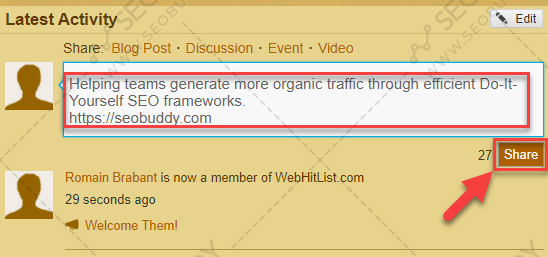 Latest Activity
Edit
Share: Blog Post · Discussion · Event · Video
Helping teams generate more organic traffic through efficient Do-It-
Yourself SEO frameworks.
https://seobuddy.com
27 Share
Romain Brabant is now a member of WebHitList.com
29 seconds ago
Welcome Them!